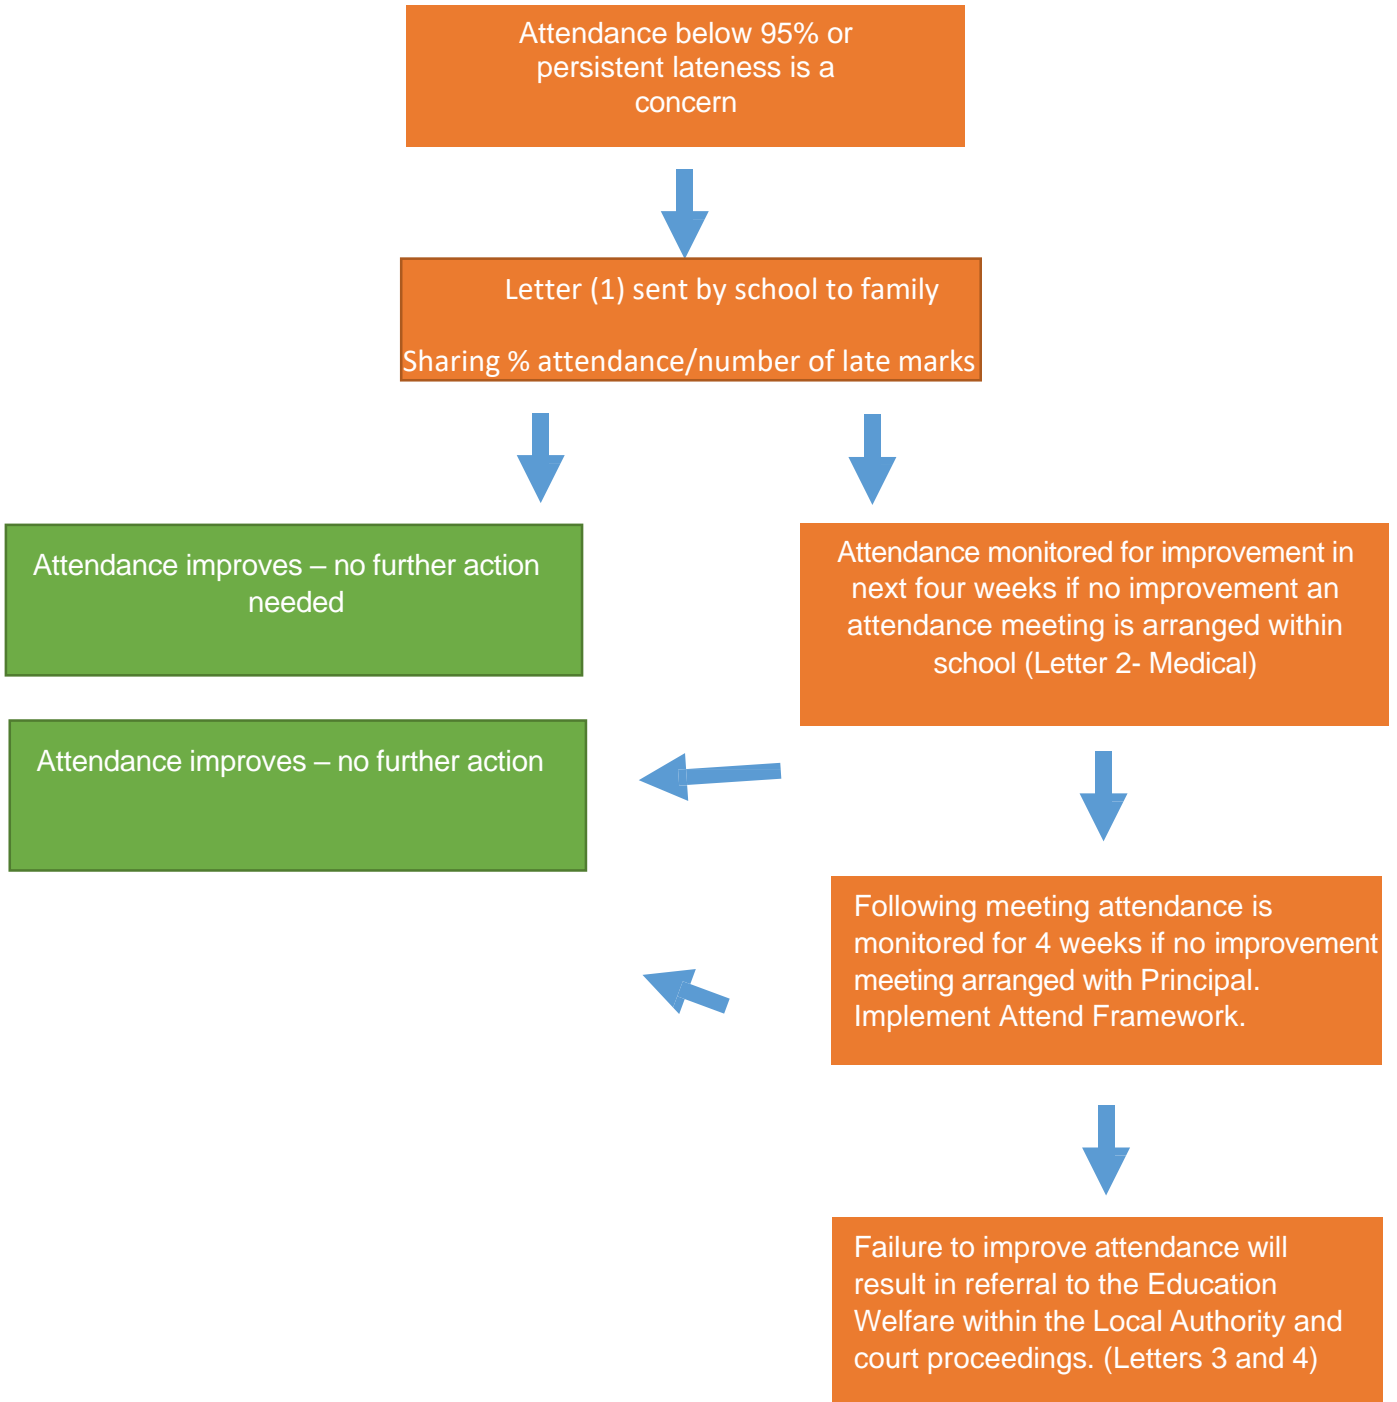 Attendance below 95% or
persistent lateness is a
concern
Letter (1) sent by school to family
Sharing % attendance/number of late marks
Attendance improves – no further action
needed
Attendance monitored for improvement in
next four weeks if no improvement an
attendance meeting is arranged within
school (Letter 2- Medical)
Attendance improves – no further action
Following meeting attendance is
monitored for 4 weeks if no improvement
meeting arranged with Principal.
Implement Attend Framework.
Failure to improve attendance will
result in referral to the Education
Welfare within the Local Authority and
court proceedings. (Letters 3 and 4)